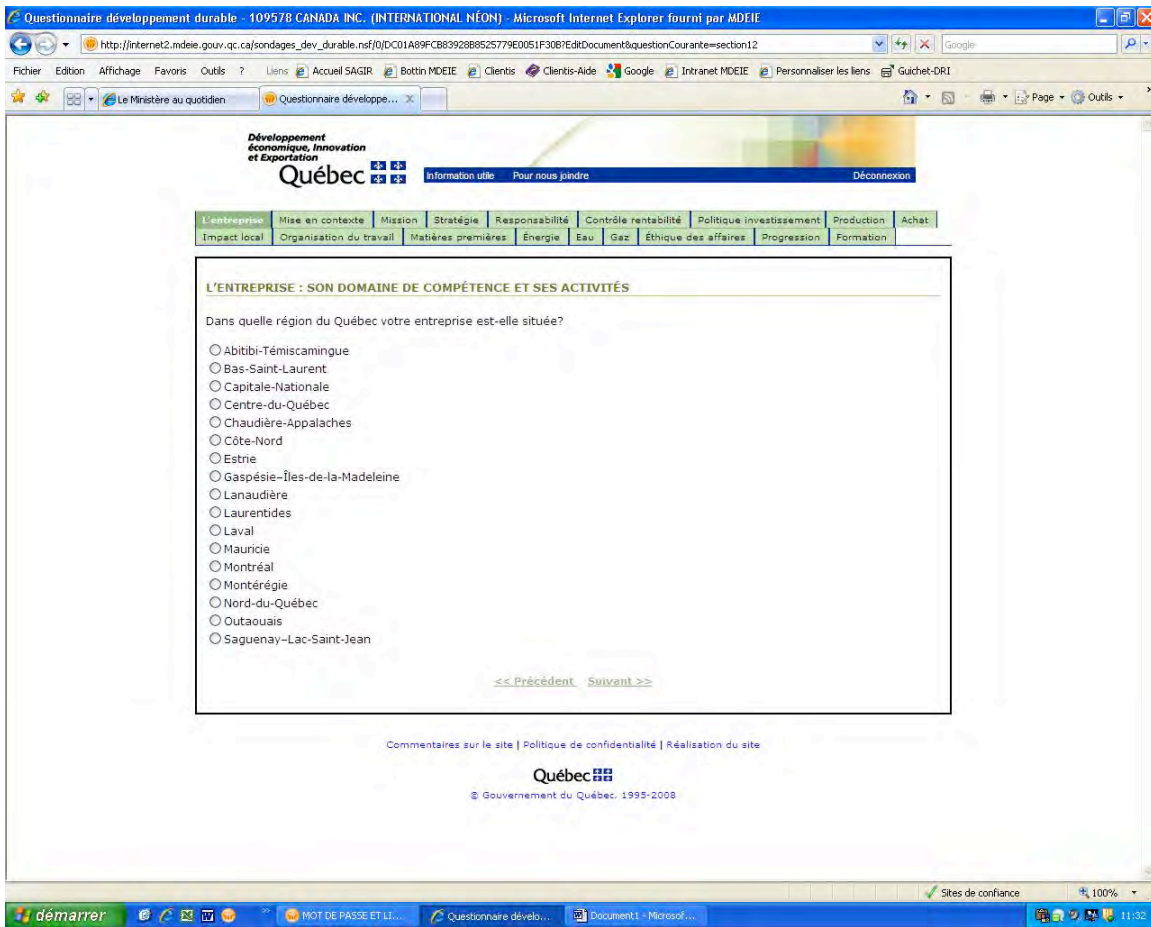 Questionnaire développement durable - 109578 CANADA INC. (INTERNATIONAL NÉON) - Microsoft Internet Explorer fourni par MDEIE
http://internet2.mdeie.gouv.qc.ca/sondages_dev_durable.nsf/0/DC01A89FCB83928B8525779E0051F30B?EditDocument&questionCourante=section12
Google
Fichier Edition Affichage Favoris Outils ? Liens Accueil SAGIR Bottin MDEIE Clientis Clientis-Aide Google Intranet MDEIE Personnaliser les liens Guichet-DRI
Le Ministère au quotidien Questionnaire développe... Page Outils
Développement
économique, Innovation
et Exportation
Québec
Information utile Pour nous joindre Déconnexion
L'entreprise Mise en contexte Mission Stratégie Responsabilité Contrôle rentabilité Politique investissement Production Achat
Impact local Organisation du travail Matières premières Énergie Eau Gaz Éthique des affaires Progression Formation
L'ENTREPRISE : SON DOMAINE DE COMPÉTENCE ET SES ACTIVITÉS
Dans quelle région du Québec votre entreprise est-elle située?
Abitibi-Témiscamingue
Bas-Saint-Laurent
Capitale-Nationale
Centre-du-Québec
Chaudière-Appalaches
Côte-Nord
Estrie
Gaspésie–Îles-de-la-Madeleine
Lanaudière
Laurentides
Laval
Mauricie
Montréal
Montérégie
Nord-du-Québec
Outaouais
Saguenay–Lac-Saint-Jean
<< Précédent Suivant >>
Commentaires sur le site | Politique de confidentialité | Réalisation du site
Québec
© Gouvernement du Québec, 1995-2008
Sites de confiance 100%
démarrer MOT DE PASSE ET LI... Questionnaire dévelo... Document1 - Microsof... 11:32